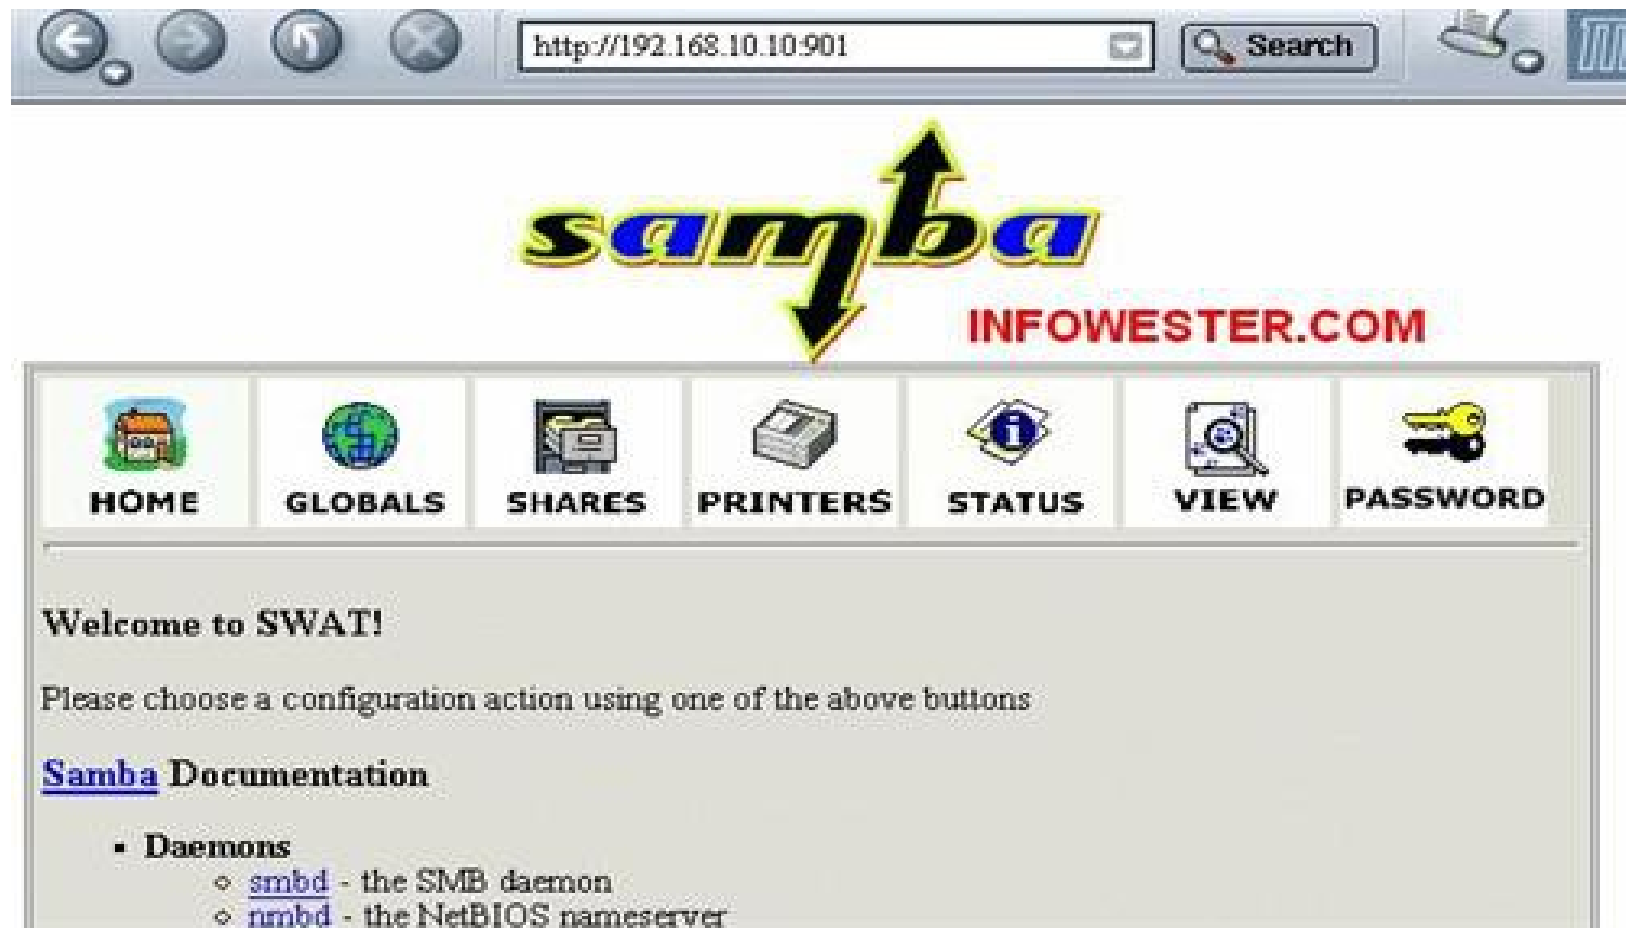 http://192.168.10.10:901
Search
samba
INFOWESTER.COM
HOME GLOBALS SHARES PRINTERS STATUS VIEW PASSWORD
Welcome to SWAT!
Please choose a configuration action using one of the above buttons
Samba Documentation
Daemons
smbd - the SMB daemon
nmbd - the NetBIOS nameserver